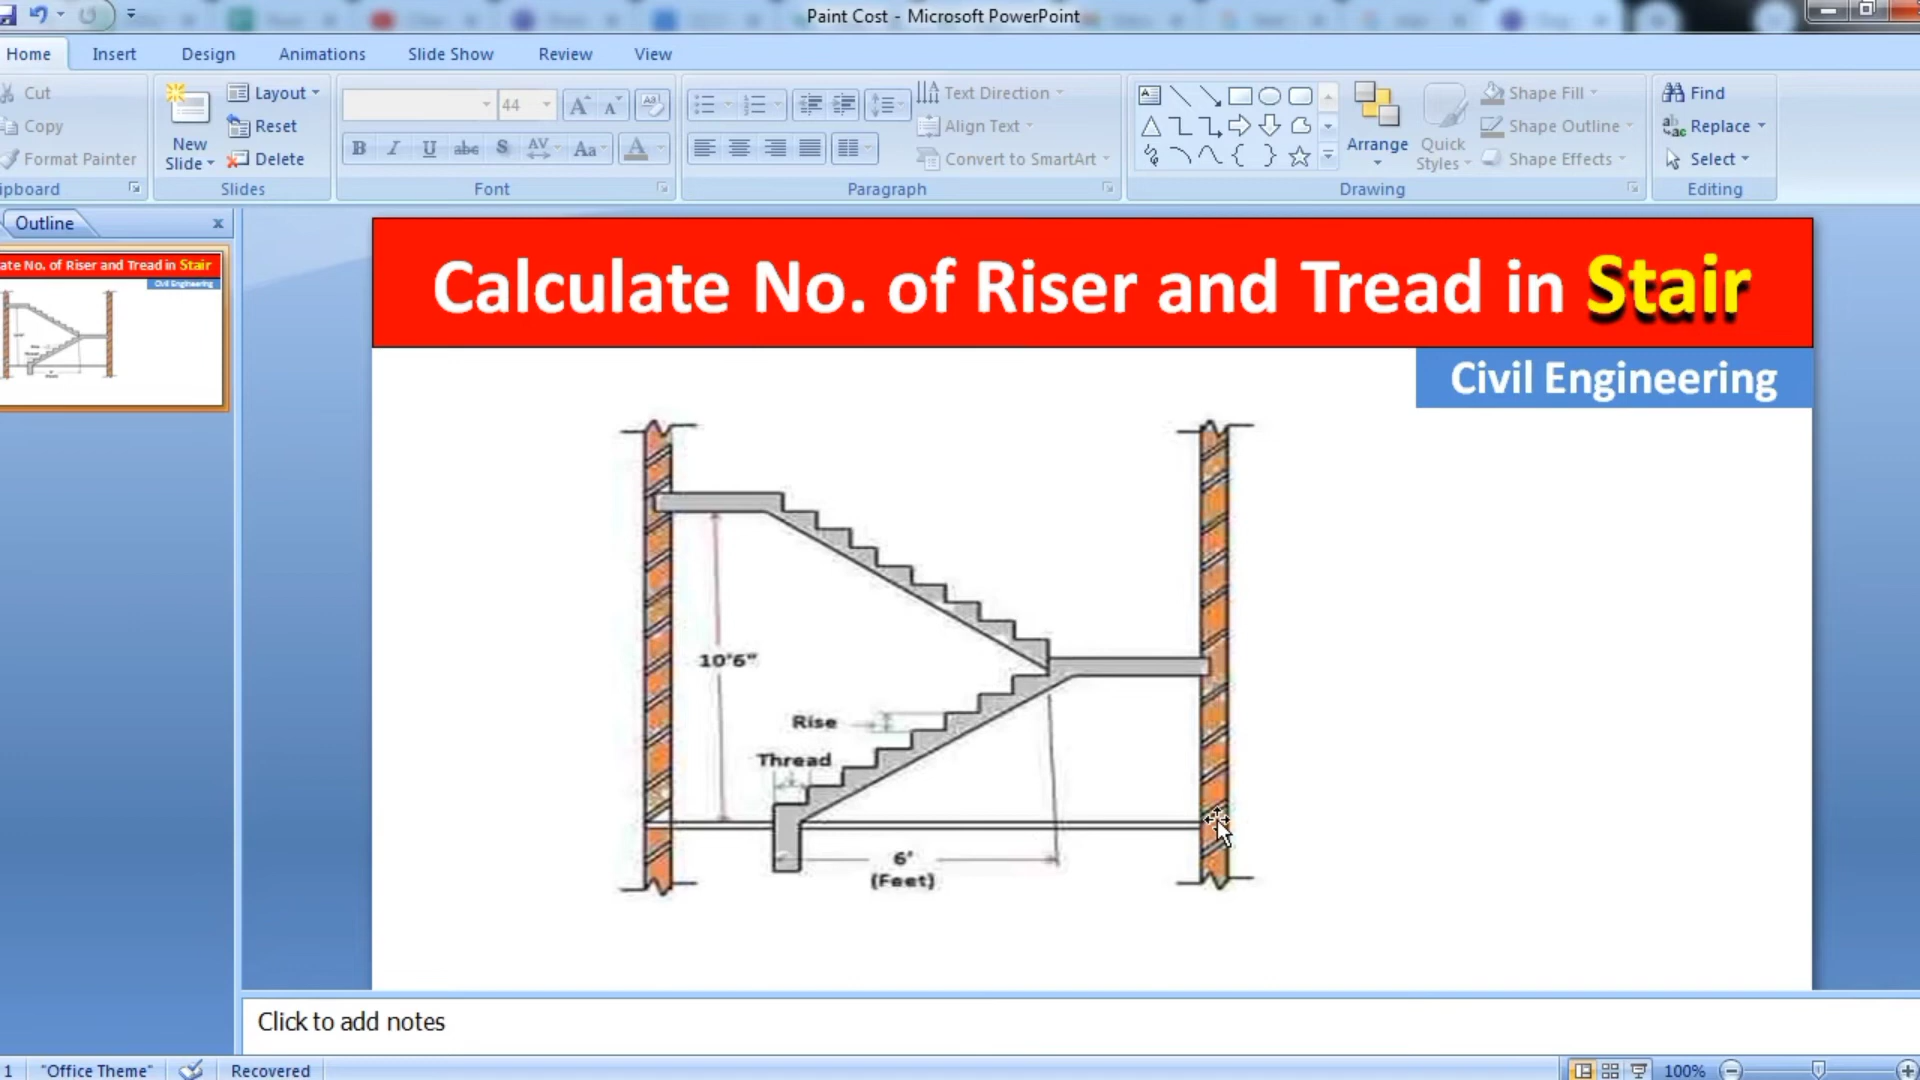 Paint Cost - Microsoft PowerPoint
Home Insert Design Animations Slide Show Review View
Cut
Copy
Format Painter
ipboard
New Slide
Layout
Reset
Delete
Slides
44
Font
Text Direction
Align Text
Convert to SmartArt
Paragraph
Arrange
Quick Styles
Shape Fill
Shape Outline
Shape Effects
Drawing
Find
Replace
Select
Editing
Outline
ate No. of Riser and Tread in Stair
Civil Engineering
Calculate No. of Riser and Tread in Stair
Civil Engineering
10'6"
Rise
Thread
6'
(Feet)
Click to add notes
1 "Office Theme" Recovered 100%